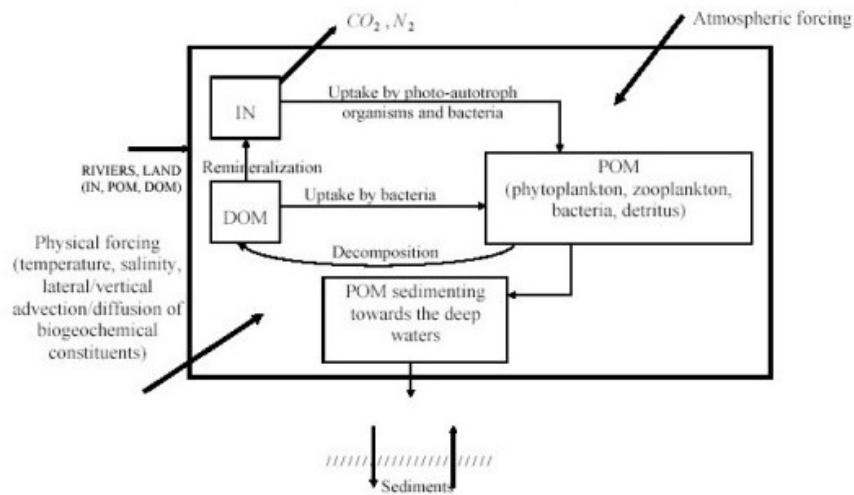 CO2 , N2
Atmospheric forcing
IN
Uptake by photo-autotroph
organisms and bacteria
RIVIERS, LAND
(IN, POM, DOM)
Remineralization
POM
(phytoplankton, zooplankton,
bacteria, detritus)
DOM
Uptake by bacteria
Physical forcing
(temperature, salinity,
lateral/vertical
advection/diffusion of
biogeochemical
constituents)
Decomposition
POM sedimenting
towards the deep
waters
Sediments